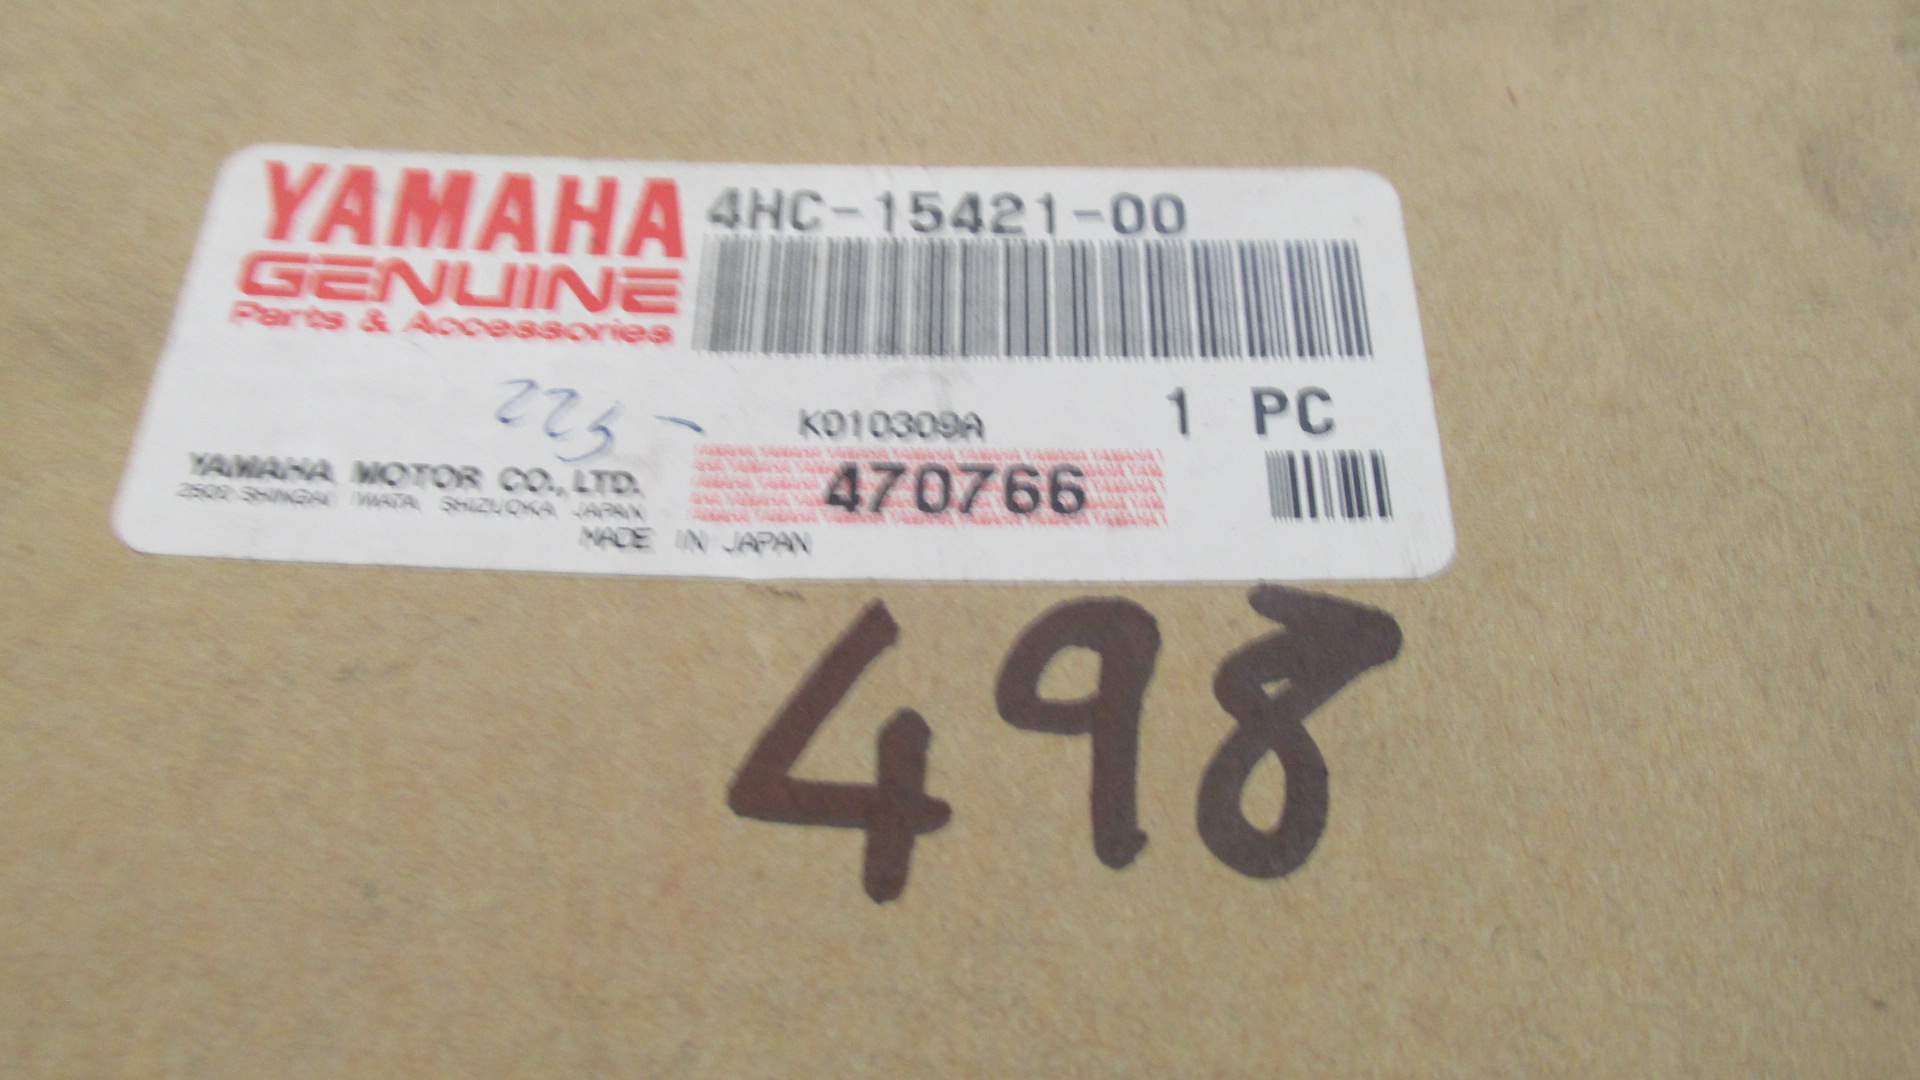 YAMAHA
GENUINE
Parts & Accessories
4HC-15421-00
225-
K010309A
1 PC
YAMAHA MOTOR CO., LTD.
2500 SHINGAI IWATA SHIZUOKA JAPAN
470766
MADE IN JAPAN
498